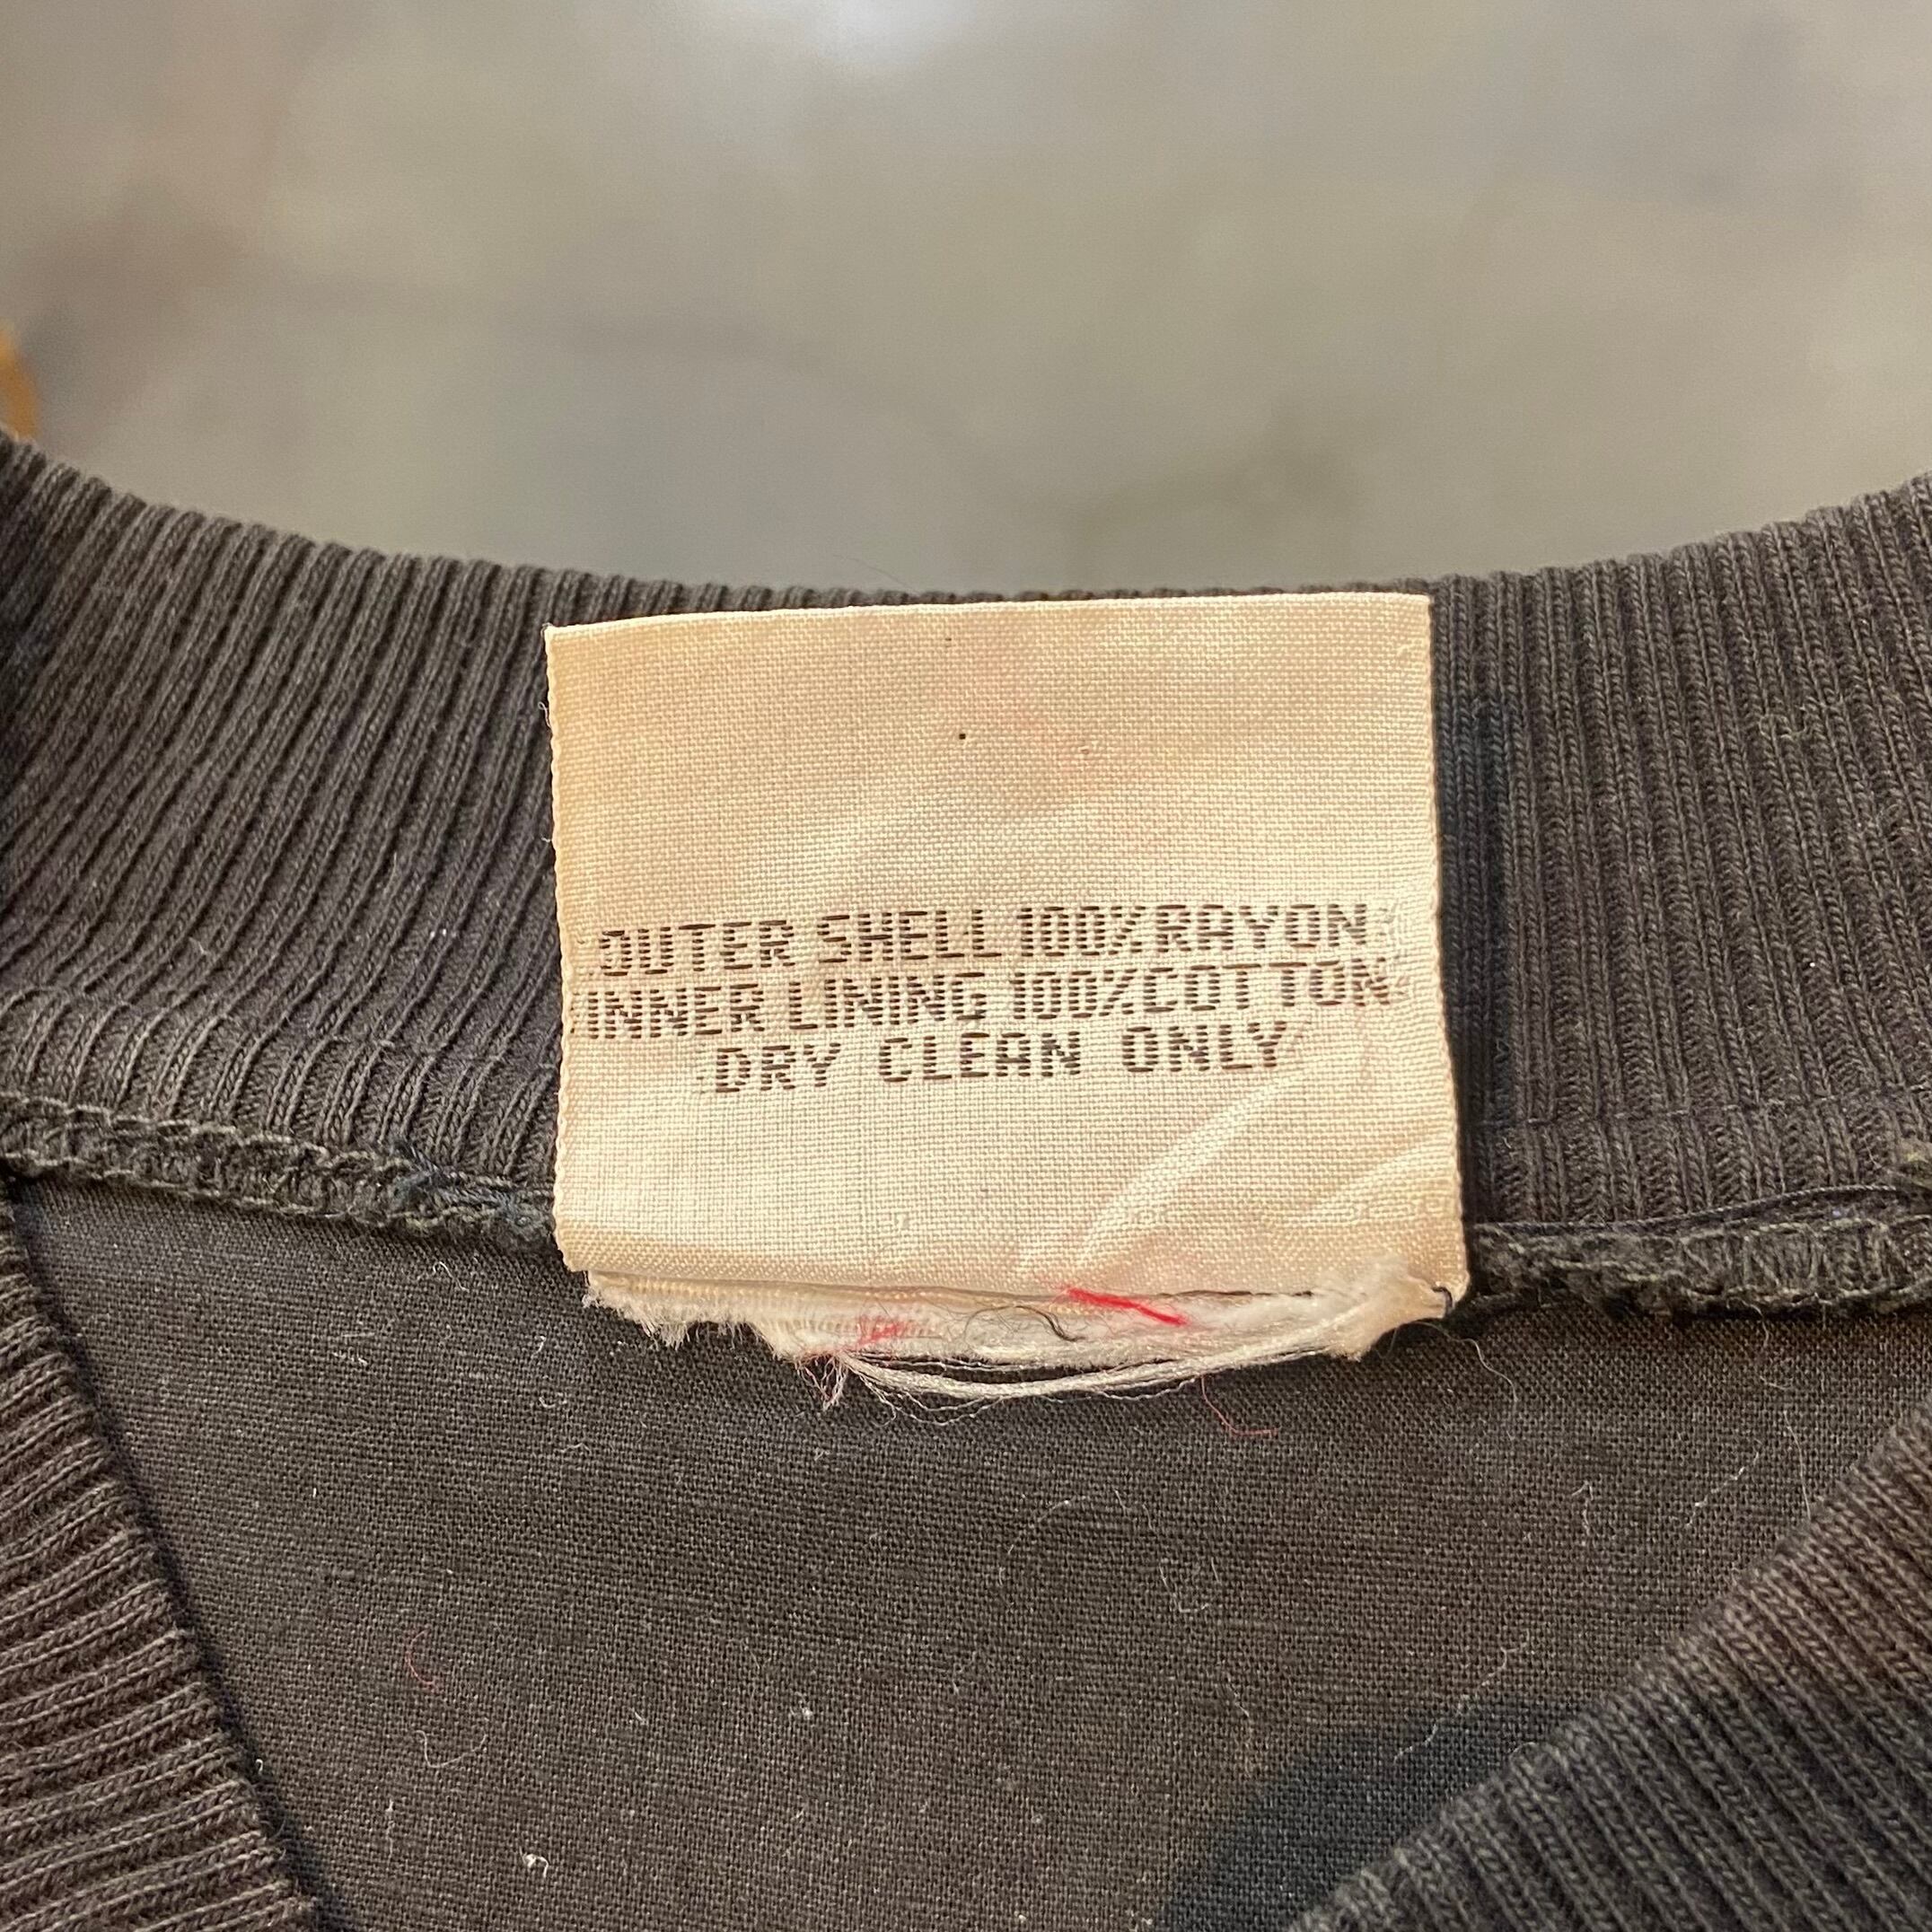 OUTER SHELL 100% RAYON
INNER LINING 100% COTTON
DRY CLEAN ONLY